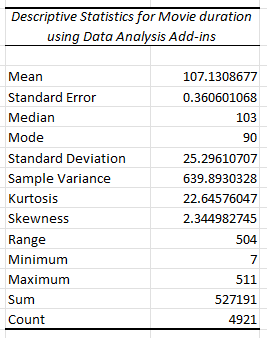 Descriptive Statistics for Movie duration
using Data Analysis Add-ins
Mean 107.1308677
Standard Error 0.360601068
Median 103
Mode 90
Standard Deviation 25.29610707
Sample Variance 639.8930328
Kurtosis 22.64576047
Skewness 2.344982745
Range 504
Minimum 7
Maximum 511
Sum 527191
Count 4921